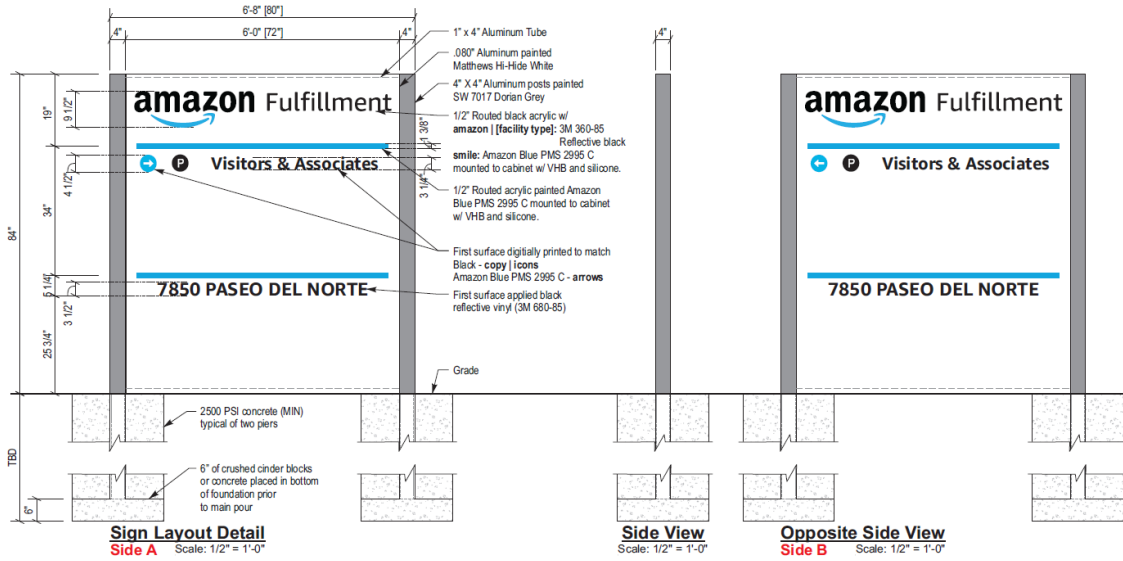 6'-8" [80"]
4"
6'-0" [72"]
4"
1" x 4" Aluminum Tube
.080" Aluminum painted
Matthews Hi-Hide White
4" X 4" Aluminum posts painted
SW 7017 Dorian Grey
1/2" Routed black acrylic w/
amazon | [facility type]: 3M 360-85
Reflective black
smile: Amazon Blue PMS 2995 C
mounted to cabinet w/ VHB and silicone.
1/2" Routed acrylic painted Amazon
Blue PMS 2995 C mounted to cabinet
w/ VHB and silicone.
First surface digitially printed to match
Black - copy | icons
Amazon Blue PMS 2995 C - arrows
First surface applied black
reflective vinyl (3M 680-85)
Grade
84"
19"
9 1/2"
4 1/2"
34"
5 1/4"
3 1/2"
25 3/4"
1 3/8"
3 1/4"
TBD
6"
amazon Fulfillment
P Visitors & Associates
7850 PASEO DEL NORTE
2500 PSI concrete (MIN)
typical of two piers
6" of crushed cinder blocks
or concrete placed in bottom
of foundation prior
to main pour
Sign Layout Detail
Side A Scale: 1/2" = 1'-0"
4"
Side View
Scale: 1/2" = 1'-0"
amazon Fulfillment
P Visitors & Associates
7850 PASEO DEL NORTE
Opposite Side View
Side B Scale: 1/2" = 1'-0"